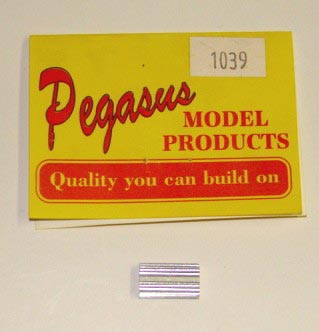 1039
Pegasus
MODEL
PRODUCTS
Quality you can build on